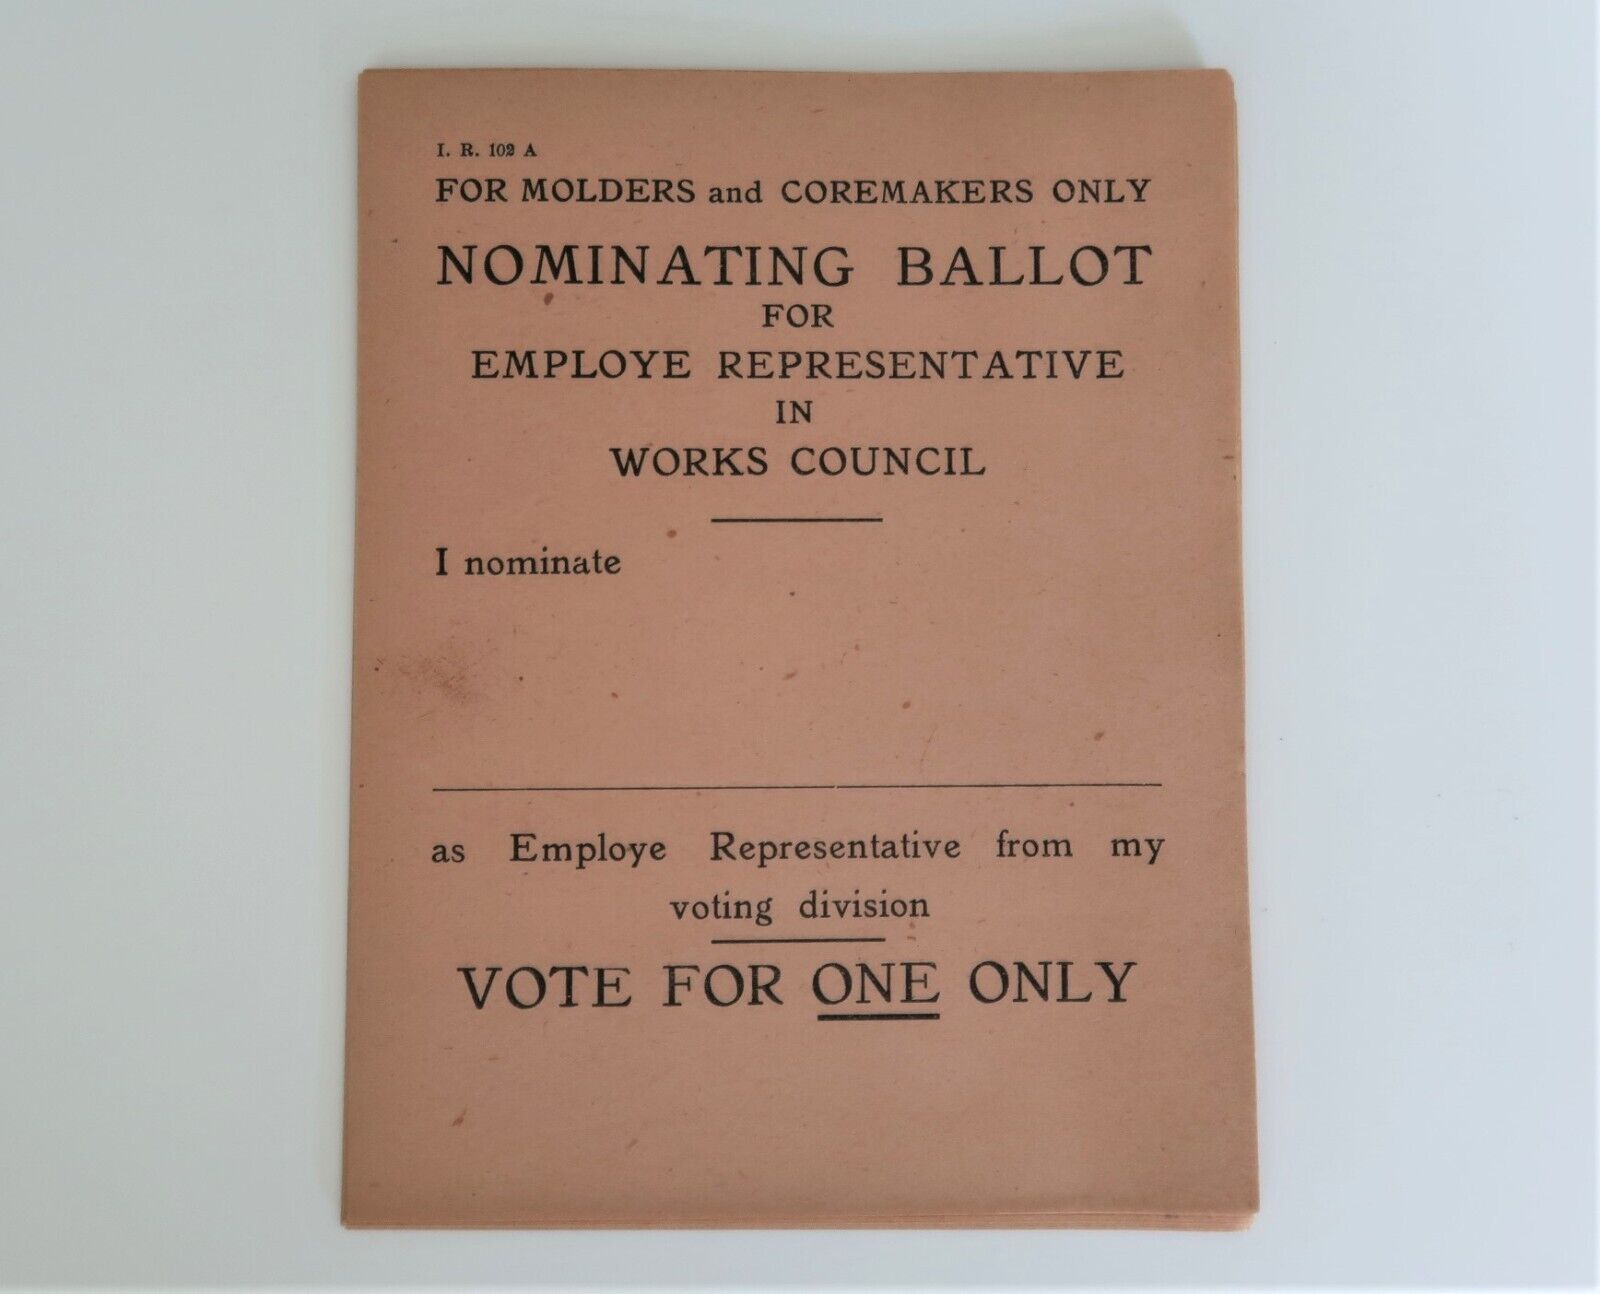 I. R. 102 A
FOR MOLDERS and COREMAKERS ONLY
NOMINATING BALLOT
FOR
EMPLOYE REPRESENTATIVE
IN
WORKS COUNCIL
I nominate
as Employe Representative from my
voting division
VOTE FOR ONE ONLY